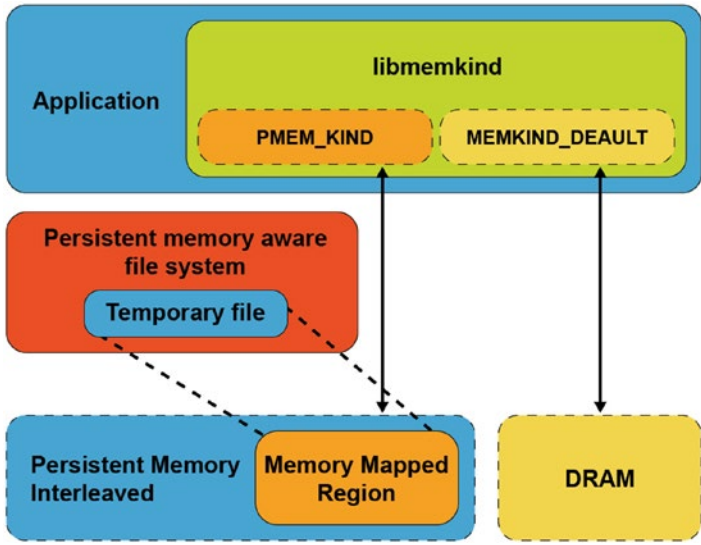 libmemkind
Application
PMEM_KIND
MEMKIND_DEAULT
Persistent memory aware
file system
Temporary file
Persistent Memory
Interleaved
Memory Mapped
Region
DRAM